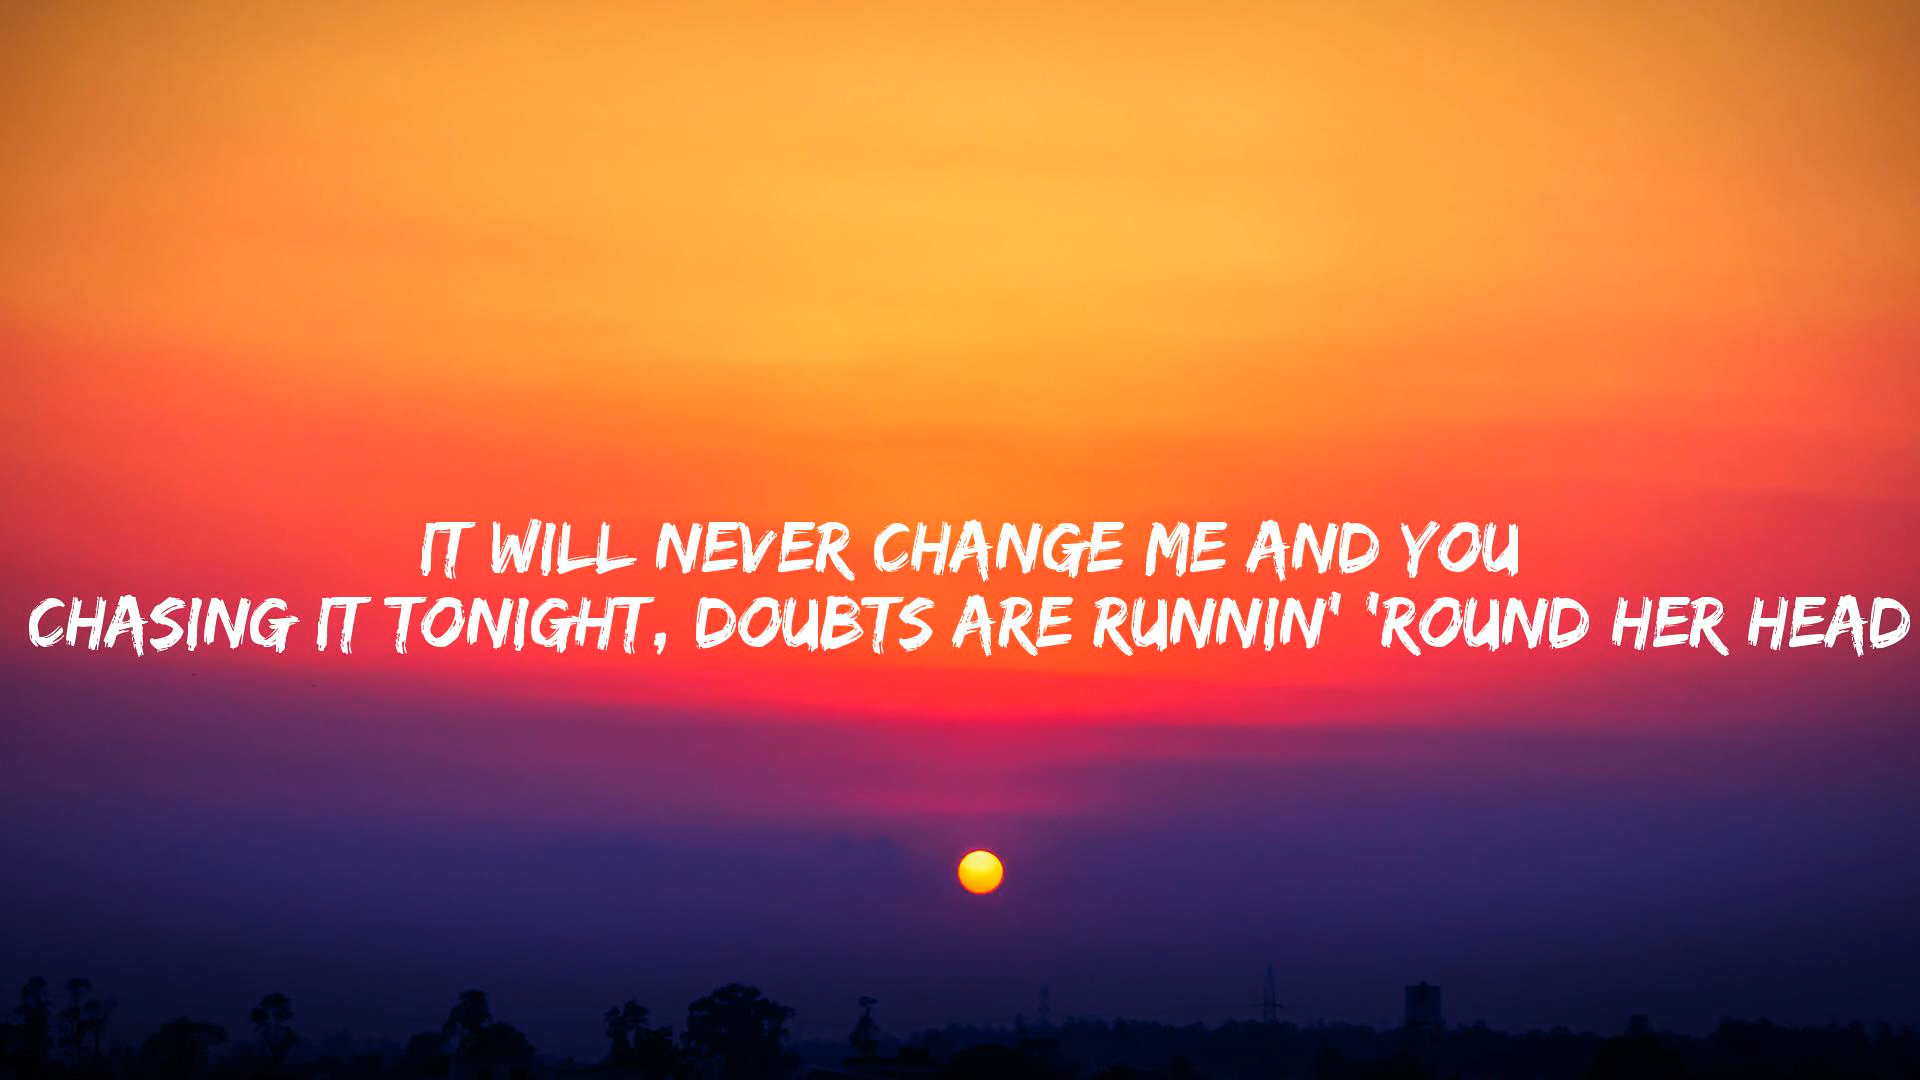 IT WILL NEVER CHANGE ME AND YOU
CHASING IT TONIGHT, DOUBTS ARE RUNNIN' 'ROUND HER HEAD